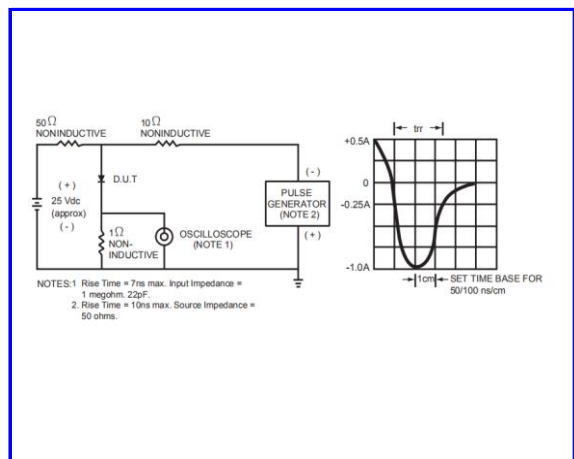 50Ω
NONINDUCTIVE
10Ω
NONINDUCTIVE
D.U.T
(+)
25 Vdc
(approx)
(-)
1Ω
NON-
INDUCTIVE
OSCILLOSCOPE
(NOTE 1)
(-)
PULSE
GENERATOR
(NOTE 2)
(+)
NOTES:1 Rise Time = 7ns max. Input Impedance =
1 megohm. 22pF.
2. Rise Time = 10ns max. Source Impedance =
50 ohms.
trr
+0.5A
0
-0.25A
-1.0A
1cm
SET TIME BASE FOR
50/100 ns/cm